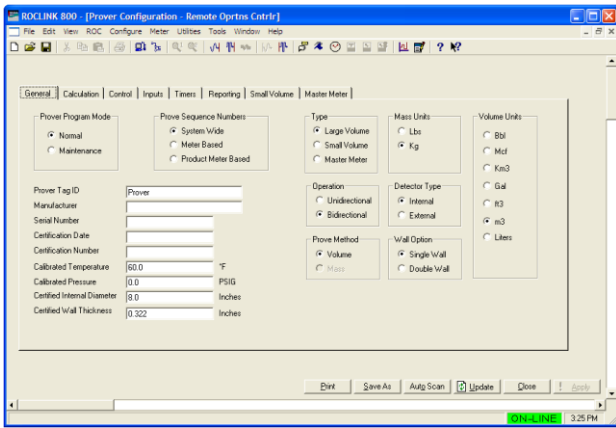 ROCLINK 800 - [Prover Configuration - Remote Oprtns Cntrlr]
File Edit View ROC Configure Meter Utilities Tools Window Help
General Calculation Control Inputs Timers Reporting Small Volume Master Meter
Prover Program Mode
Normal
Maintenance
Prove Sequence Numbers
System Wide
Meter Based
Product Meter Based
Type
Large Volume
Small Volume
Master Meter
Mass Units
Lbs
Kg
Volume Units
Bbl
Mcf
Km3
Gal
ft3
m3
Liters
Operation
Unidirectional
Bidirectional
Detector Type
Internal
External
Prove Method
Volume
Mass
Wall Option
Single Wall
Double Wall
Prover Tag ID Prover
Manufacturer
Serial Number
Certification Date
Certification Number
Calibrated Temperature 60.0 °F
Calibrated Pressure 0.0 PSIG
Certified Internal Diameter 8.0 Inches
Certified Wall Thickness 0.322 Inches
Print Save As Auto Scan Update Close ! Apply
ON-LINE 3:25 PM